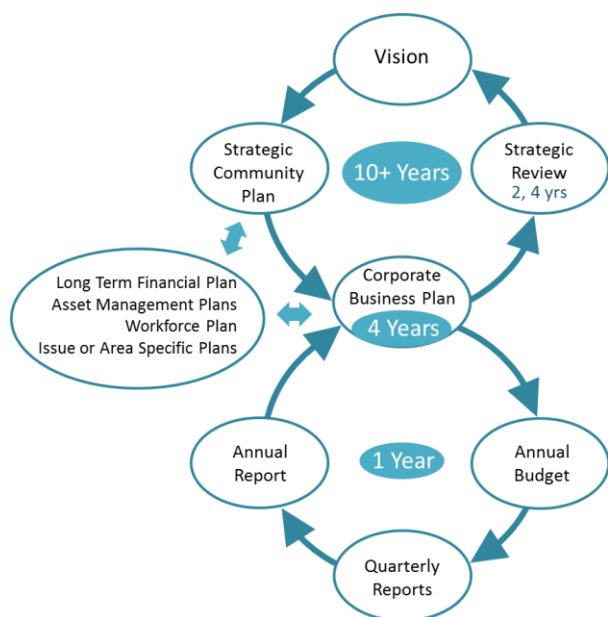 Vision
Strategic
Community
Plan
10+ Years
Strategic
Review
2, 4 yrs
Long Term Financial Plan
Asset Management Plans
Workforce Plan
Issue or Area Specific Plans
Corporate
Business Plan
4 Years
Annual
Report
1 Year
Annual
Budget
Quarterly
Reports